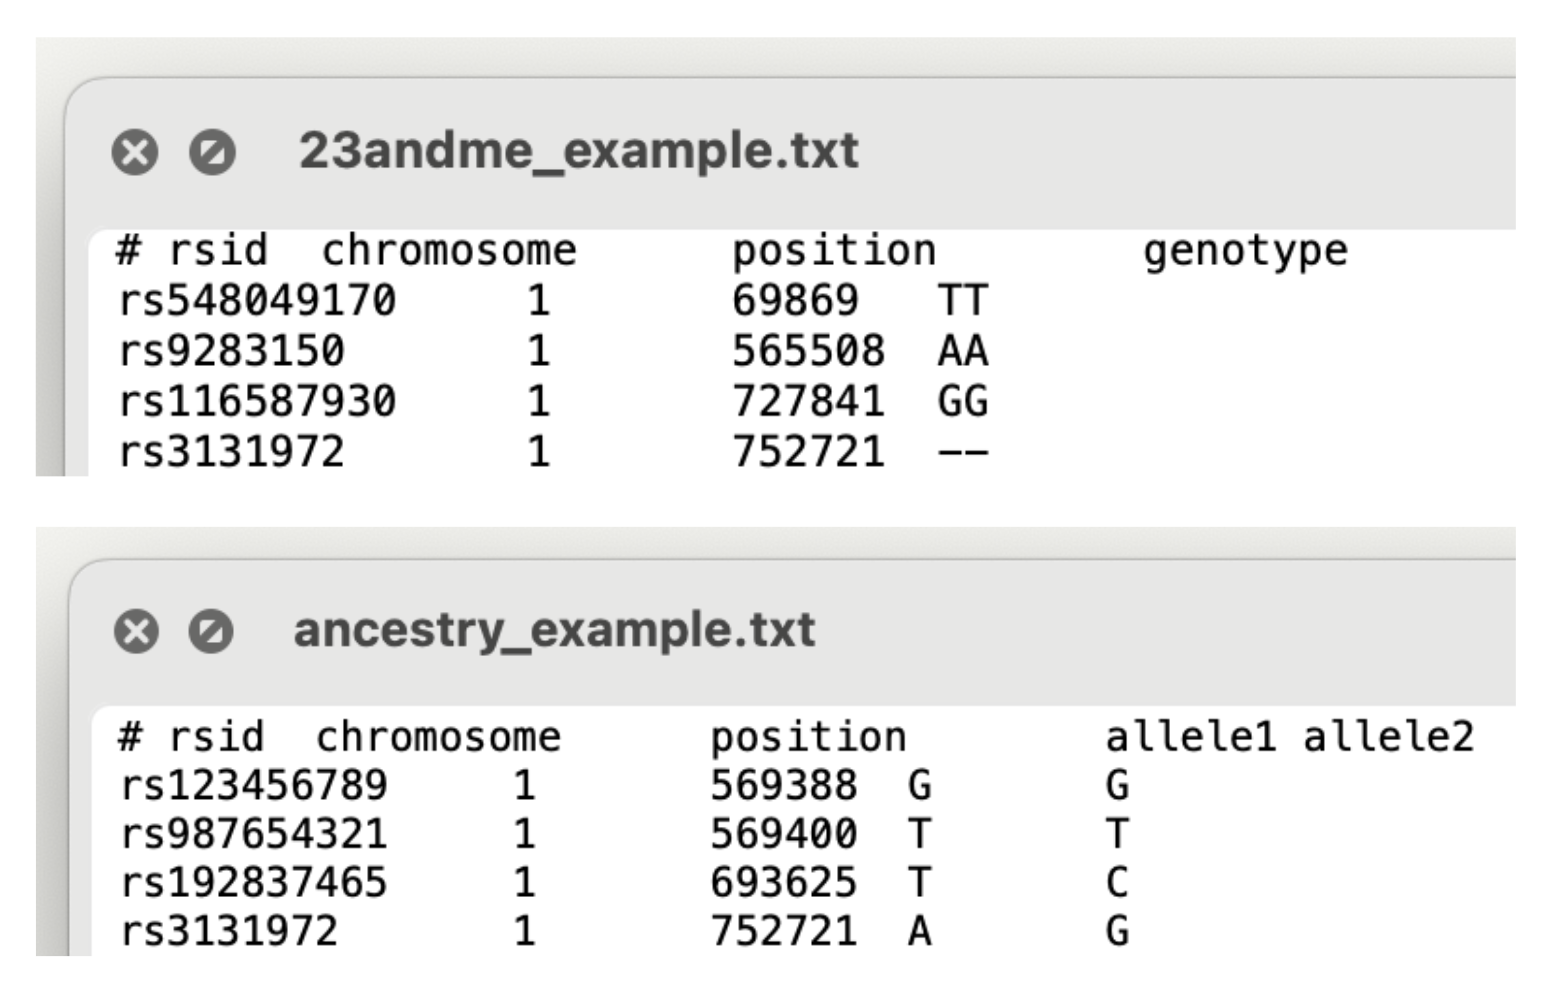 23andme_example.txt
# rsid chromosome position genotype
rs548049170 1 69869 TT
rs9283150 1 565508 AA
rs116587930 1 727841 GG
rs3131972 1 752721 --
ancestry_example.txt
# rsid chromosome position allele1 allele2
rs123456789 1 569388 G G
rs987654321 1 569400 T T
rs192837465 1 693625 T C
rs3131972 1 752721 A G